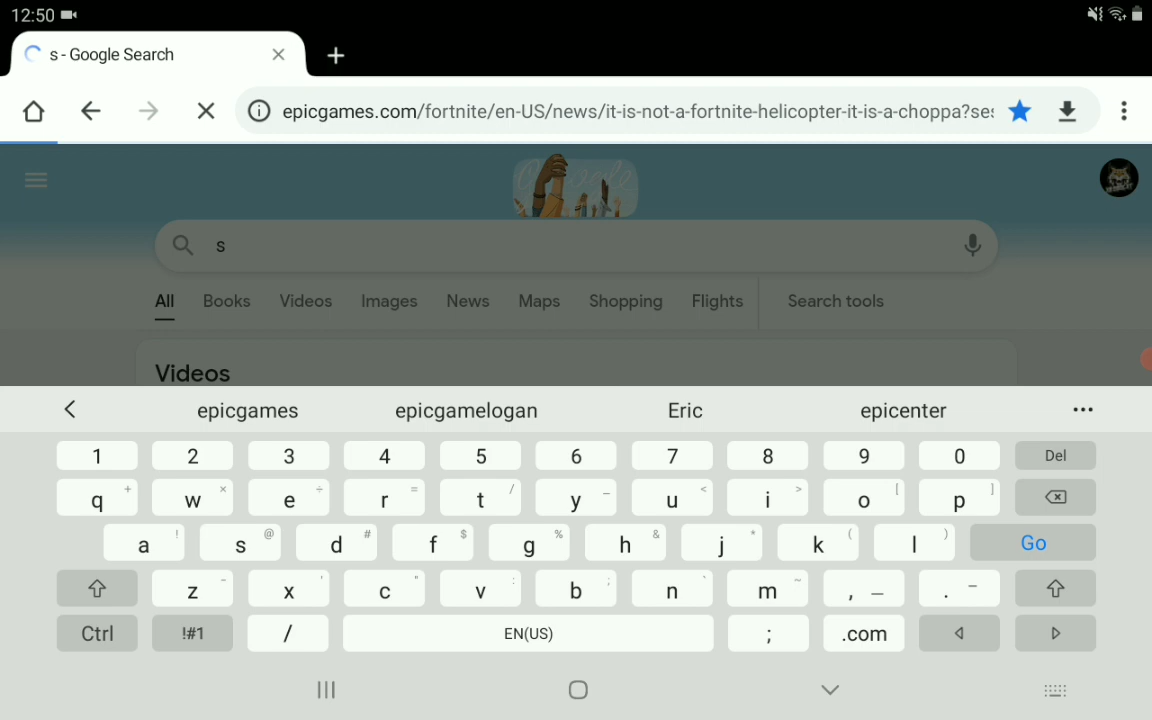 12:50
s - Google Search
epicgames.com/fortnite/en-US/news/it-is-not-a-fortnite-helicopter-it-is-a-choppa?ses
s
All Books Videos Images News Maps Shopping Flights Search tools
Videos
epicgames epicgamelogan Eric epicenter
1 2 3 4 5 6 7 8 9 0 Del
q + w × e ÷ r = t / y _ u < i > o [ p ]
a ! s @ d # f $ g % h & j * k ( l ) Go
z - x ' c " v : b ; n ` m ~ , _ . –
Ctrl !#1 / EN(US) ; .com